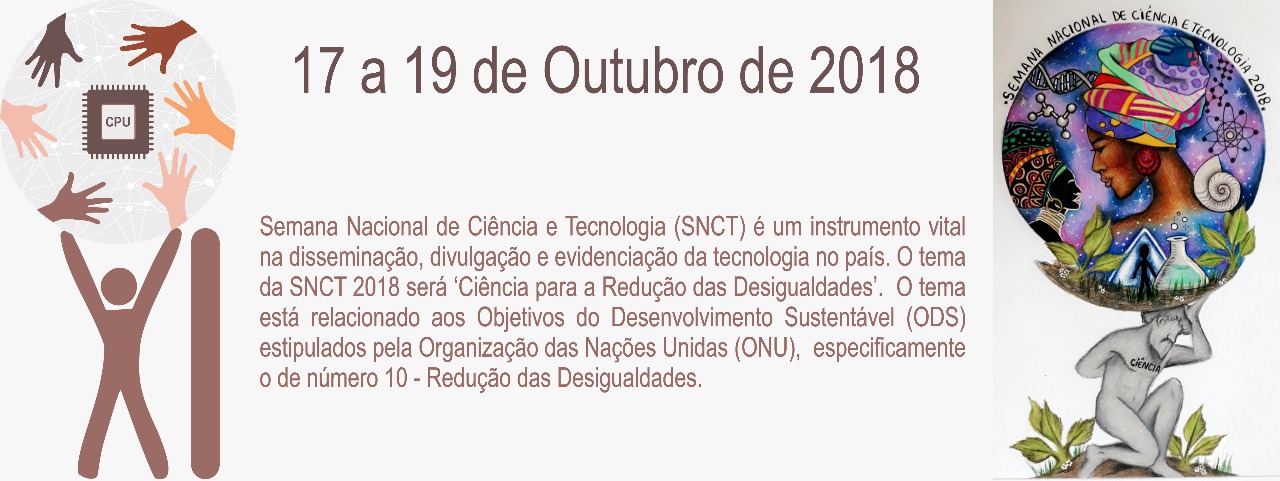 CPU
17 a 19 de Outubro de 2018
Semana Nacional de Ciência e Tecnologia (SNCT) é um instrumento vital
na disseminação, divulgação e evidenciação da tecnologia no país. O tema
da SNCT 2018 será ‘Ciência para a Redução das Desigualdades’.  O tema
está relacionado aos Objetivos do Desenvolvimento Sustentável (ODS)
estipulados pela Organização das Nações Unidas (ONU),  especificamente
o de número 10 - Redução das Desigualdades.
•SEMANA NACIONAL DE CIÊNCIA E TECNOLOGIA 2018•
CIÊNCIA